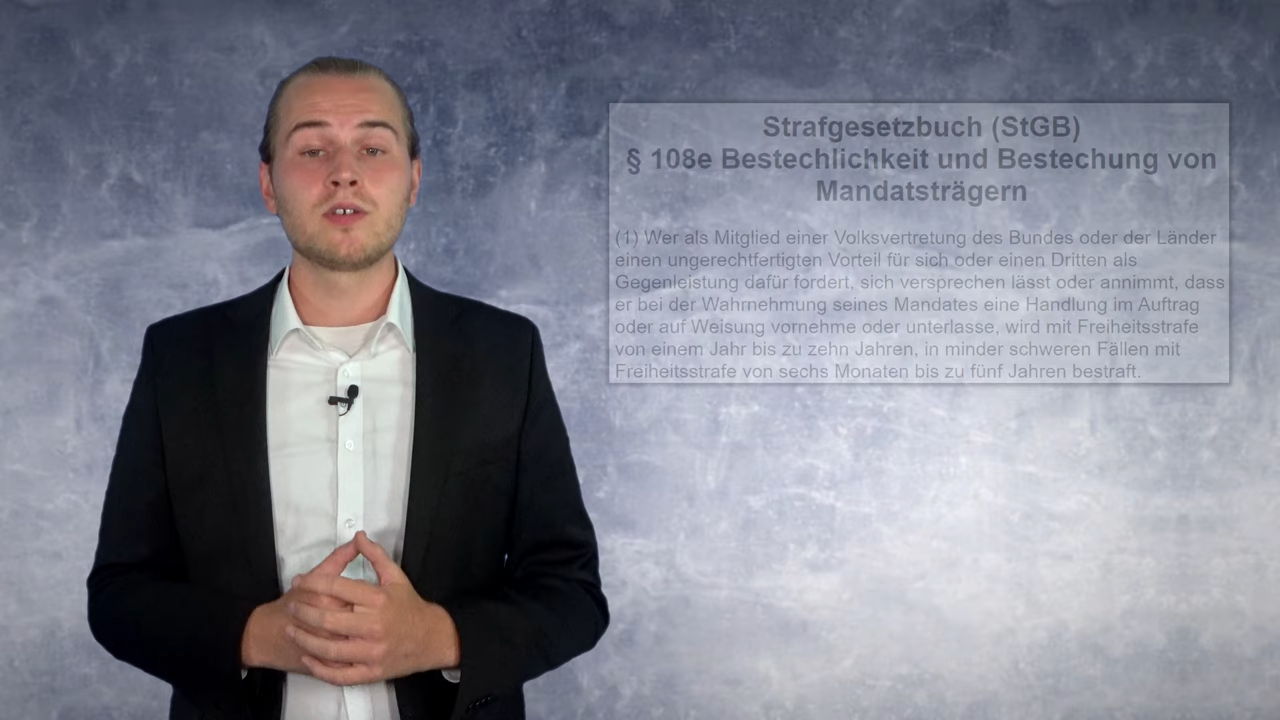 Strafgesetzbuch (StGB)
§ 108e Bestechlichkeit und Bestechung von
Mandatsträgern
(1) Wer als Mitglied einer Volksvertretung des Bundes oder der Länder
einen ungerechtfertigten Vorteil für sich oder einen Dritten als
Gegenleistung dafür fordert, sich versprechen lässt oder annimmt, dass
er bei der Wahrnehmung seines Mandates eine Handlung im Auftrag
oder auf Weisung vornehme oder unterlasse, wird mit Freiheitsstrafe
von einem Jahr bis zu zehn Jahren, in minder schweren Fällen mit
Freiheitsstrafe von sechs Monaten bis zu fünf Jahren bestraft.